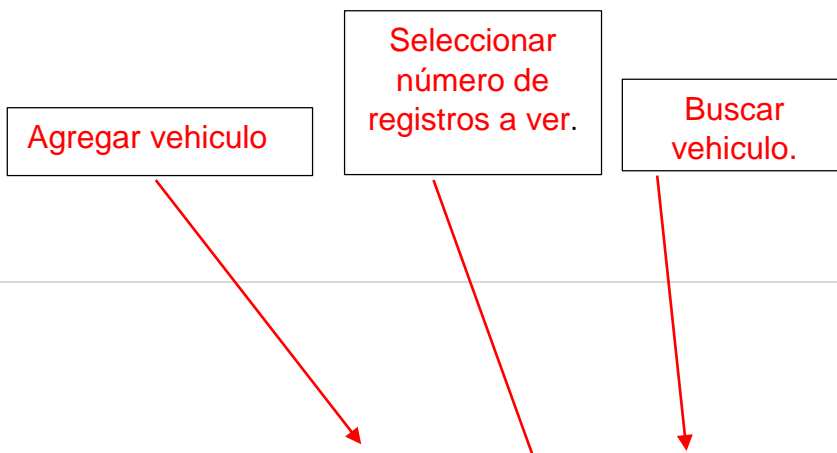 Agregar vehiculo
Seleccionar
número de
registros a ver.
Buscar
vehiculo.